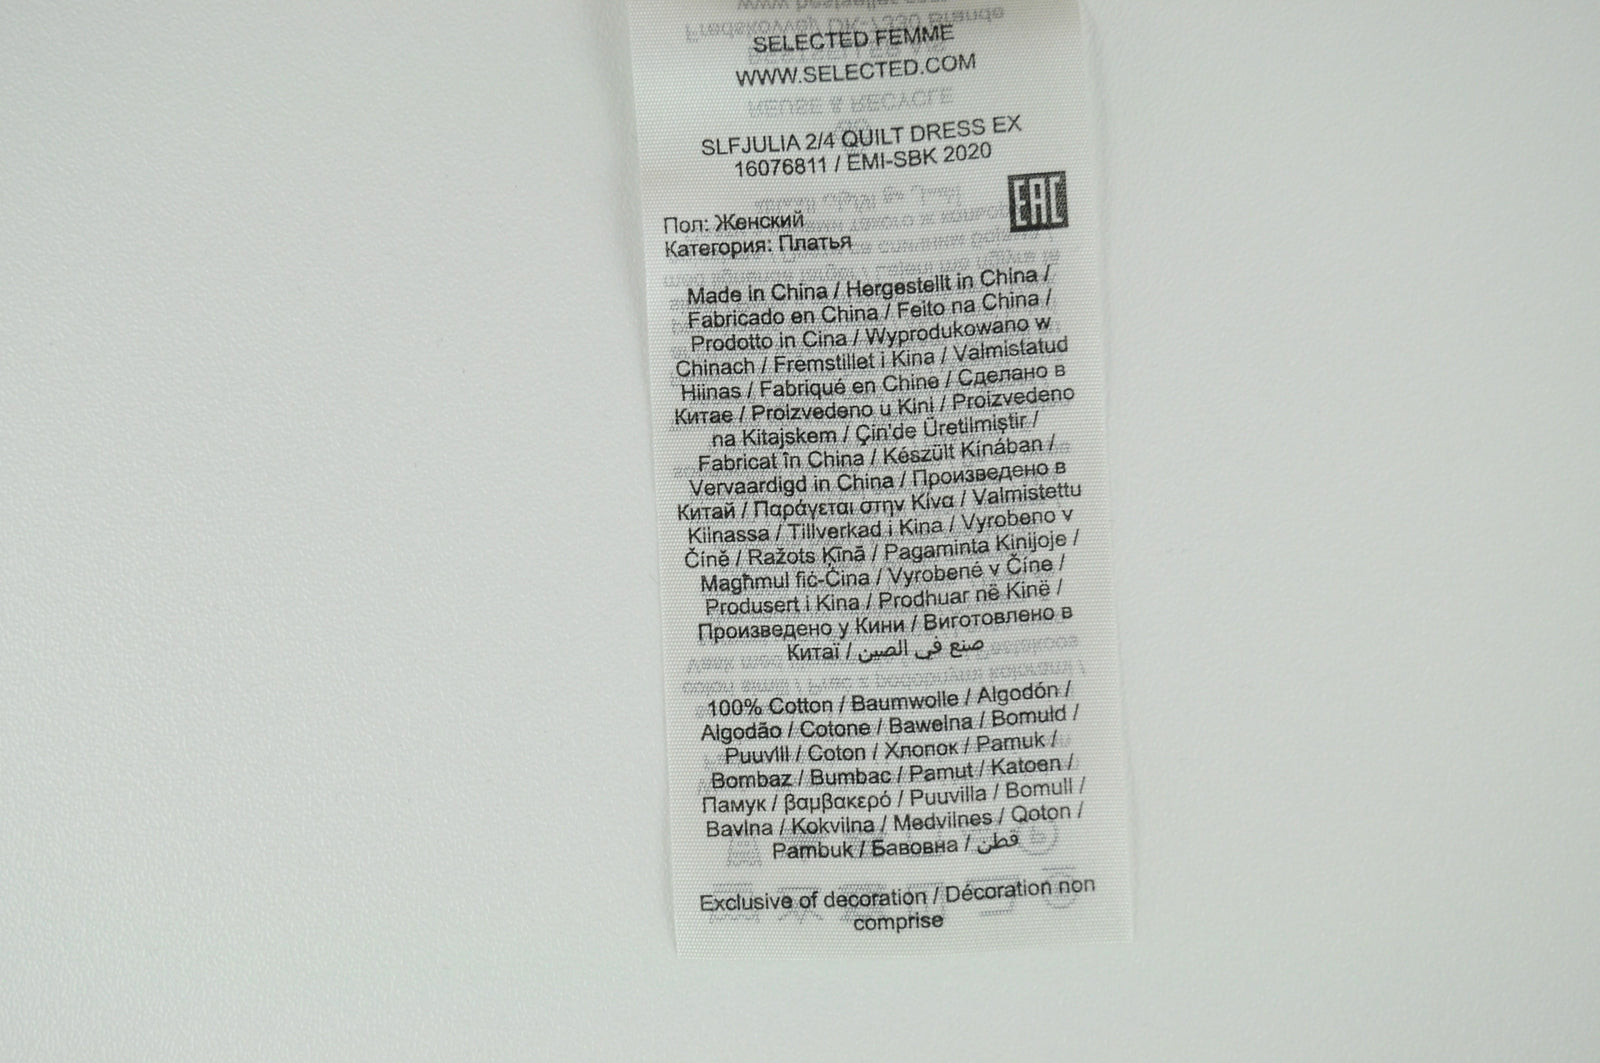 SELECTED FEMME
WWW.SELECTED.COM
REUSE & RECYCLE
SLFJULIA 2/4 QUILT DRESS EX
16076811 / EMI-SBK 2020
EAC
Пол: Женский
Категория: Платья
Made in China / Hergestellt in China /
Fabricado en China / Feito na China /
Prodotto in Cina / Wyprodukowano w
Chinach / Fremstillet i Kina / Valmistatud
Hiinas / Fabriqué en Chine / Сделано в
Китае / Proizvedeno u Kini / Proizvedeno
na Kitajskem / Çin'de Üretilmiştir /
Fabricat în China / Készült Kínában /
Vervaardigd in China / Произведено в
Китай / Παράγεται στην Κίνα / Valmistettu
Kiinassa / Tillverkad i Kina / Vyrobeno v
Číně / Ražots Ķīnā / Pagaminta Kinijoje /
Magħmul fiċ-Ċina / Vyrobené v Číne /
Produsert i Kina / Prodhuar në Kinë /
Произведено у Кини / Виготовлено в
Китаї / صنع في الصين
100% Cotton / Baumwolle / Algodón /
Algodão / Cotone / Bawełna / Bomuld /
Puuvill / Coton / Хлопок / Pamuk /
Bombaž / Bumbac / Pamut / Katoen /
Памук / βαμβακερό / Puuvilla / Bomull /
Bavlna / Kokvilna / Medvilnės / Qoton /
Pambuk / Бавовна / قطن
Exclusive of decoration / Décoration non
comprise